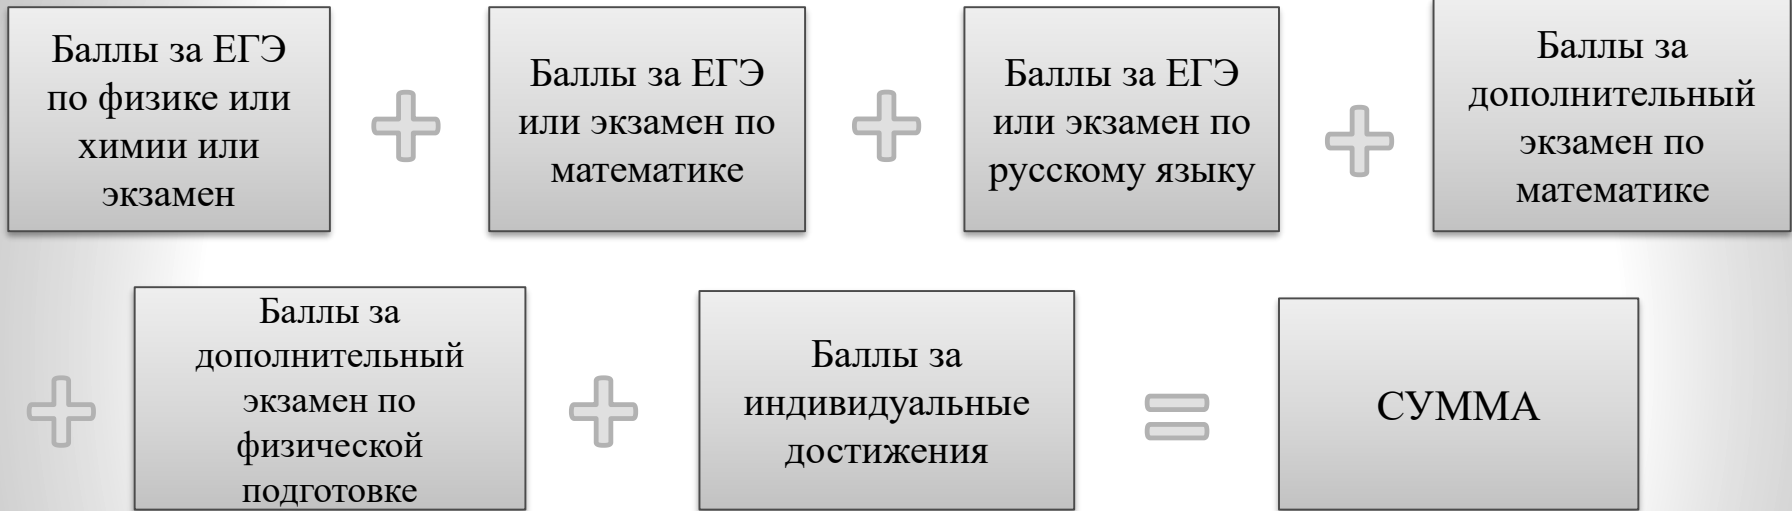 Баллы за ЕГЭ
по физике или
химии или
экзамен
Баллы за ЕГЭ
или экзамен по
математике
Баллы за ЕГЭ
или экзамен по
русскому языку
Баллы за
дополнительный
экзамен по
математике
Баллы за
дополнительный
экзамен по
физической
подготовке
Баллы за
индивидуальные
достижения
СУММА